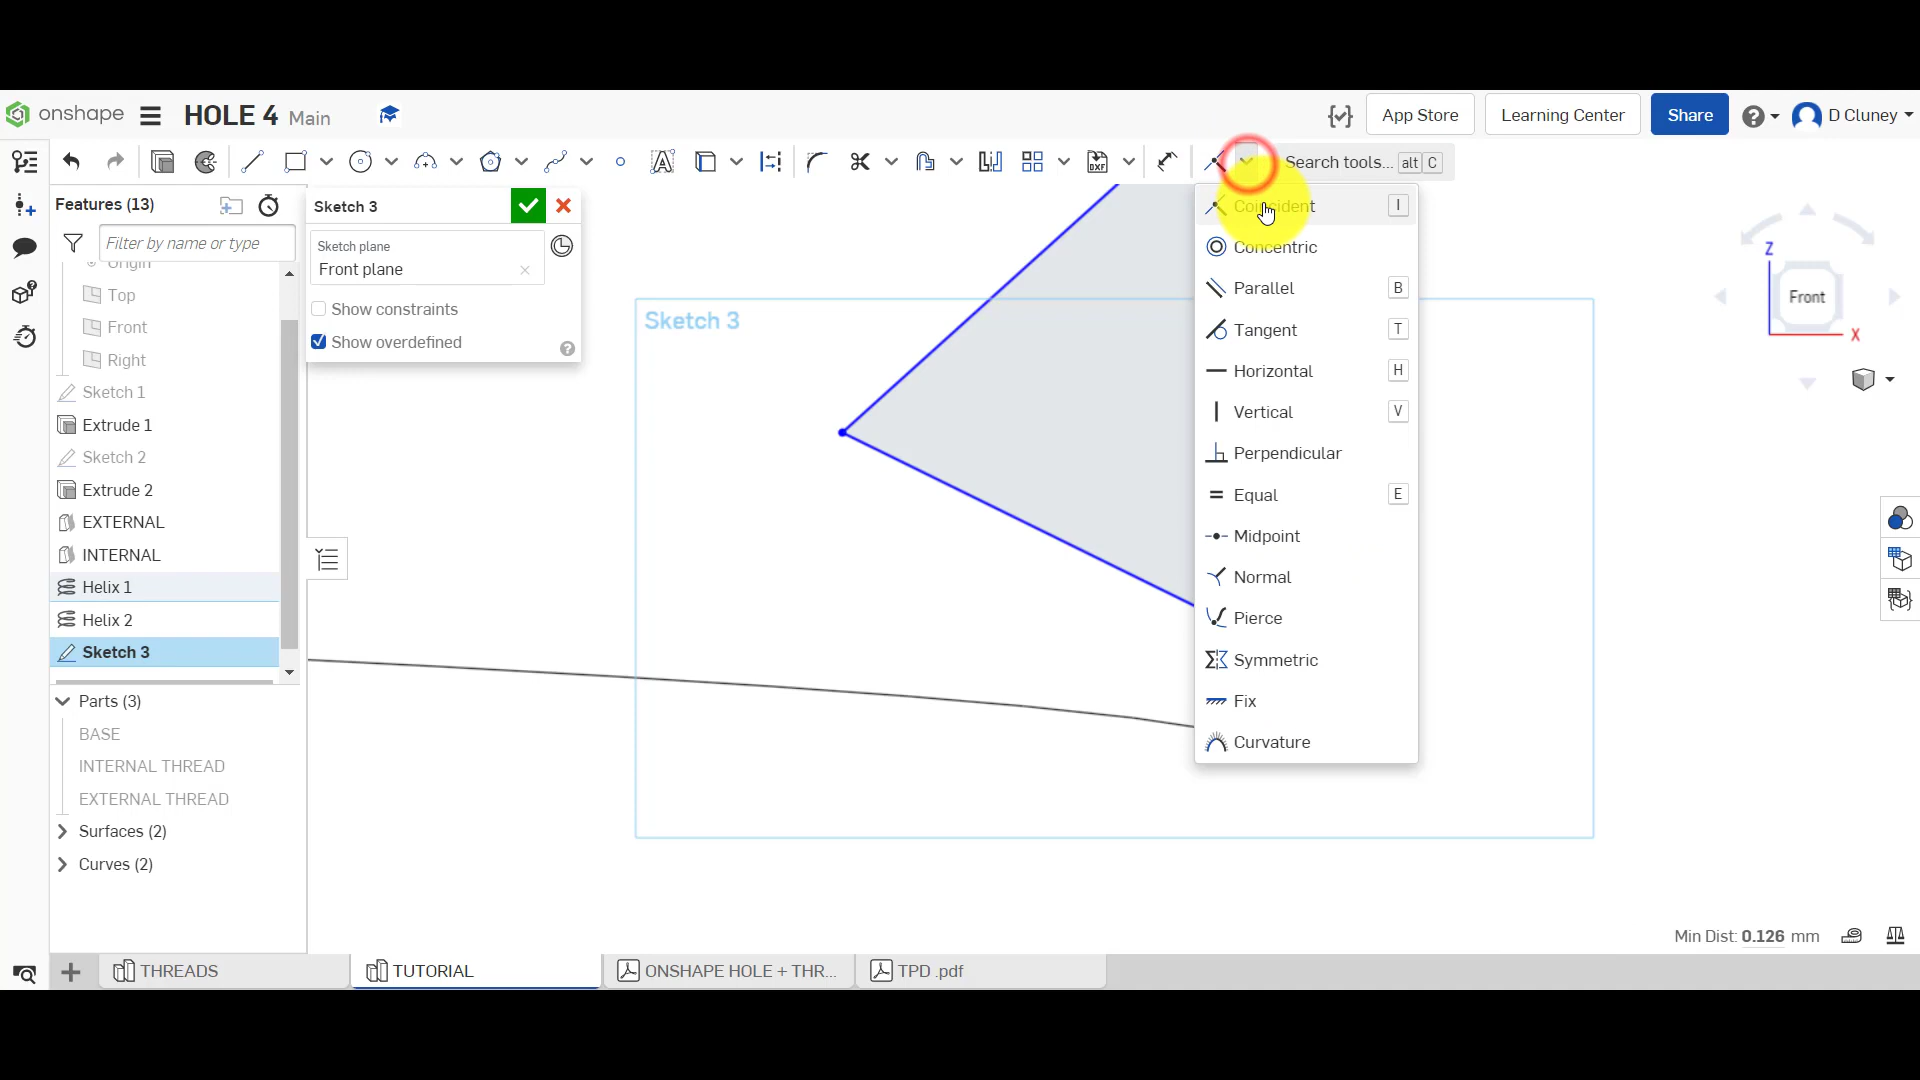 onshape
HOLE 4 Main
App Store
Learning Center
Share
D Cluney
Search tools... alt C
Features (13)
Filter by name or type
Origin
Top
Front
Right
Sketch 1
Extrude 1
Sketch 2
Extrude 2
EXTERNAL
INTERNAL
Helix 1
Helix 2
Sketch 3
Parts (3)
BASE
INTERNAL THREAD
EXTERNAL THREAD
Surfaces (2)
Curves (2)
Sketch 3
Sketch plane
Front plane
Show constraints
Show overdefined
Sketch 3
Coincident I
Concentric
Parallel B
Tangent T
Horizontal H
Vertical V
Perpendicular
Equal E
Midpoint
Normal
Pierce
Symmetric
Fix
Curvature
Z
Front
X
Min Dist: 0.126 mm
THREADS
TUTORIAL
ONSHAPE HOLE + THR...
TPD .pdf